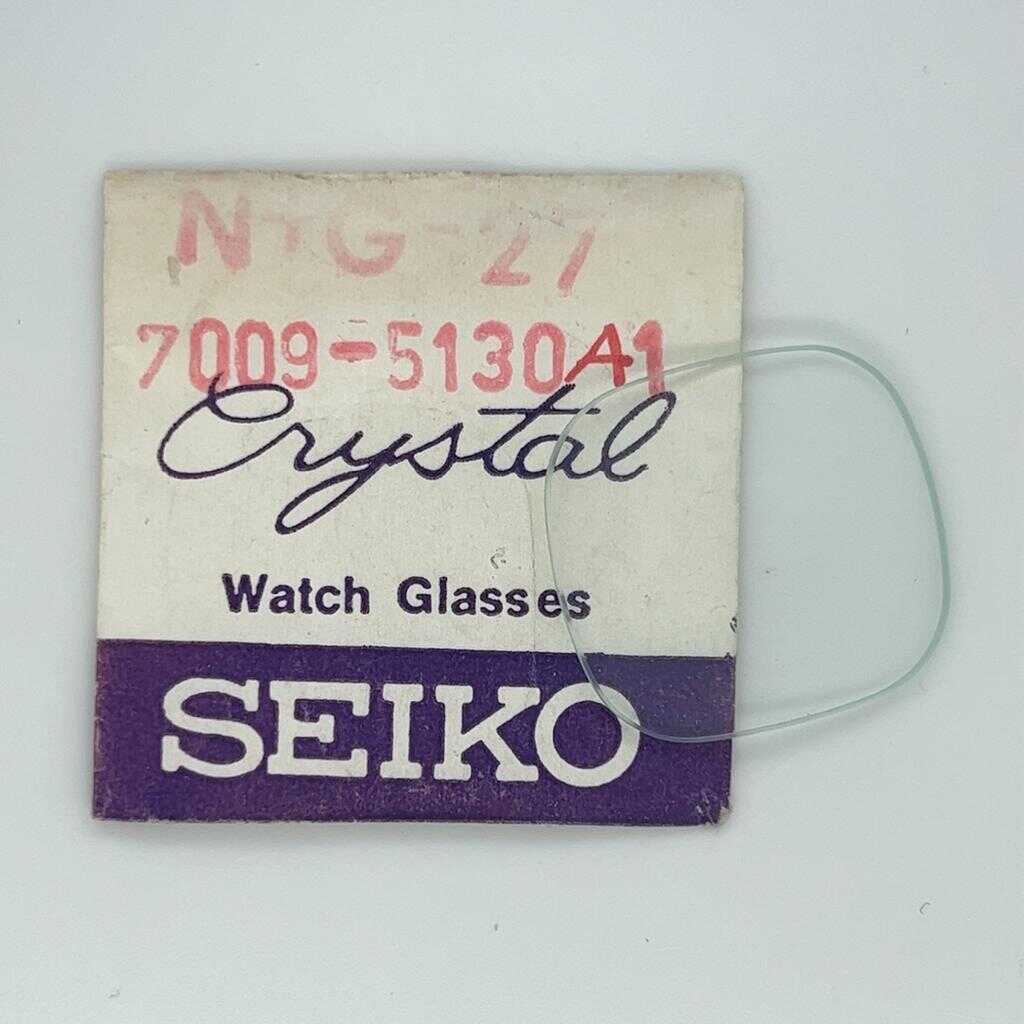 N-G-27
7009-5130A1
Crystal
Watch Glasses
SEIKO